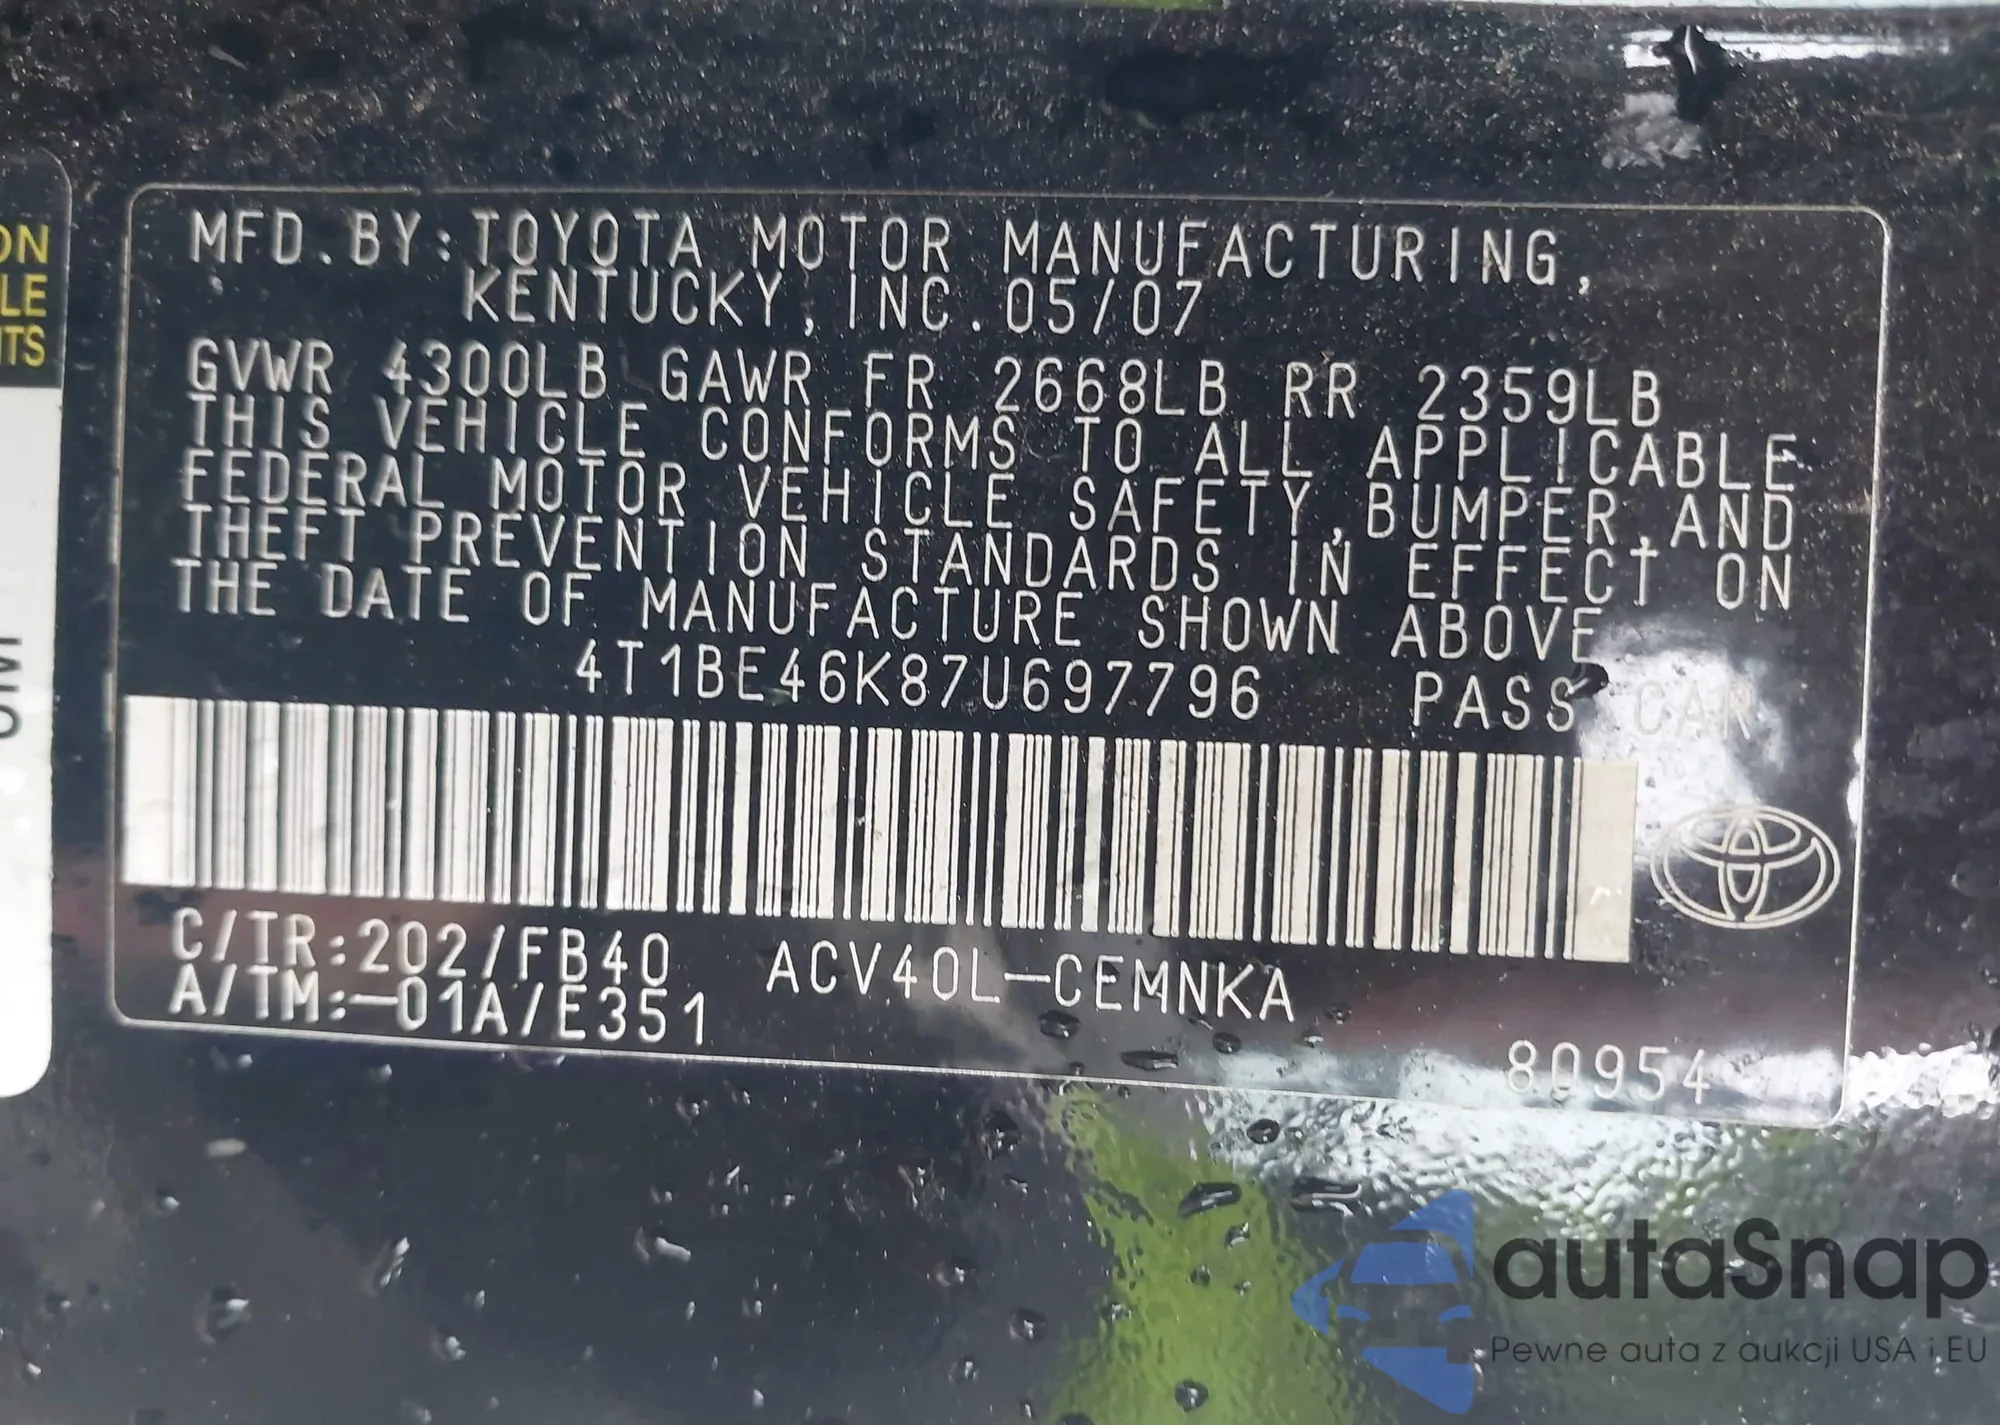 ON
LE
ITS
MFD.BY:TOYOTA MOTOR MANUFACTURING,
KENTUCKY, INC.05/07
GVWR 4300LB GAWR FR 2668LB RR 2359LB
THIS VEHICLE CONFORMS TO ALL APPLICABLE
FEDERAL MOTOR VEHICLE SAFETY,BUMPER,AND
THEFT PREVENTION STANDARDS IN EFFECT ON
THE DATE OF MANUFACTURE SHOWN ABOVE
4T1BE46K87U697796 PASS CAR
C/TR:202/FB40 ACV40L-CEMNKA
A/TM:-01A/E351
80954
autaSnap
Pewne auta z aukcji USA i EU